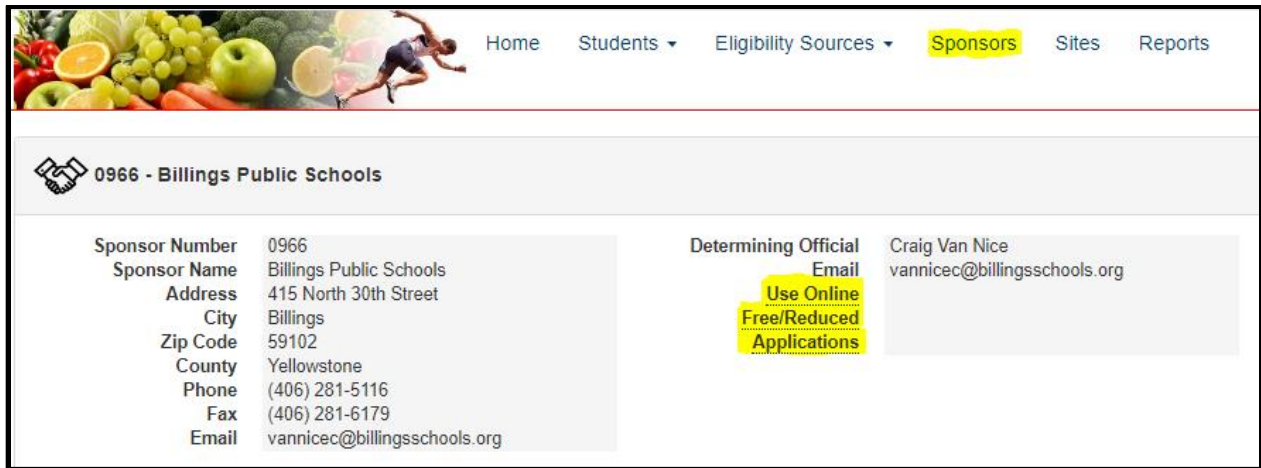 Home Students Eligibility Sources Sponsors Sites Reports
0966 - Billings Public Schools
Sponsor Number 0966
Sponsor Name Billings Public Schools
Address 415 North 30th Street
City Billings
Zip Code 59102
County Yellowstone
Phone (406) 281-5116
Fax (406) 281-6179
Email vannicec@billingsschools.org
Determining Official Craig Van Nice
Email vannicec@billingsschools.org
Use Online
Free/Reduced
Applications